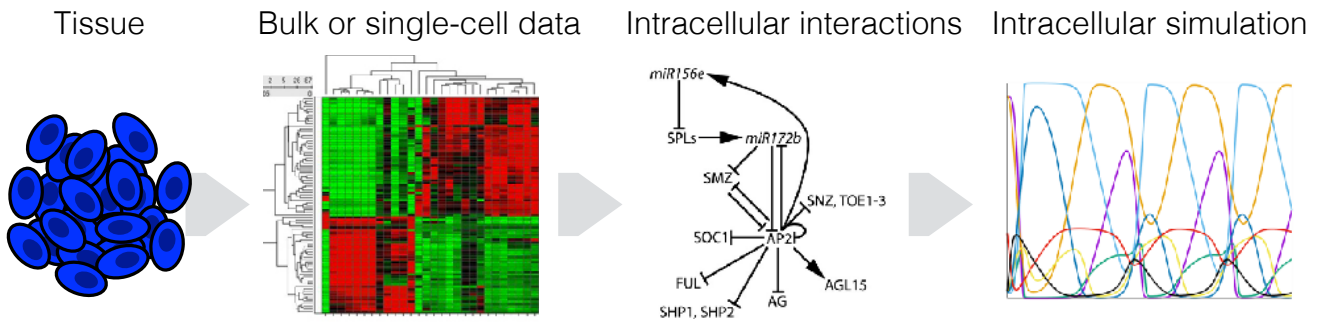 Tissue
Bulk or single-cell data
Intracellular interactions
Intracellular simulation
miR156e
SPLs
miR172b
SMZ
SNZ, TOE1-3
SOC1
AP2
FUL
AGL15
SHP1, SHP2
AG